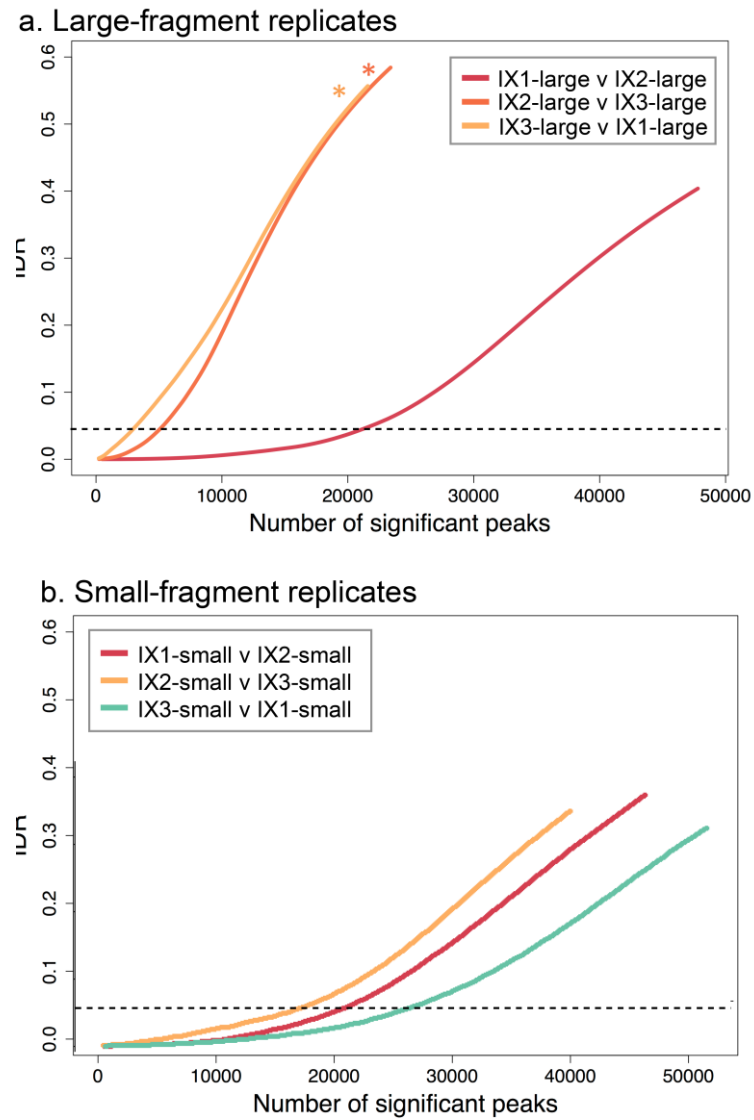 a. Large-fragment replicates
0.6
*
*
IX1-large v IX2-large
IX2-large v IX3-large
IX3-large v IX1-large
0.5
0.4
0.3
IDR
0.2
0.1
0.0
0 10000 20000 30000 40000 50000
Number of significant peaks
b. Small-fragment replicates
0.6
IX1-small v IX2-small
IX2-small v IX3-small
IX3-small v IX1-small
0.5
0.4
0.3
IDR
0.2
0.1
0.0
0 10000 20000 30000 40000 50000
Number of significant peaks